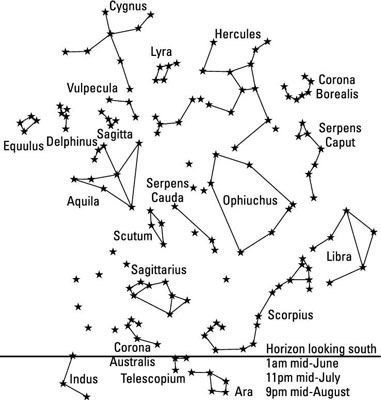 Cygnus
Lyra
Hercules
Vulpecula
Corona
Borealis
Equulus
Delphinus
Sagitta
Serpens
Caput
Aquila
Serpens
Cauda
Ophiuchus
Scutum
Libra
Sagittarius
Scorpius
Corona
Australis
Horizon looking south
1am mid-June
11pm mid-July
9pm mid-August
Indus
Telescopium
Ara